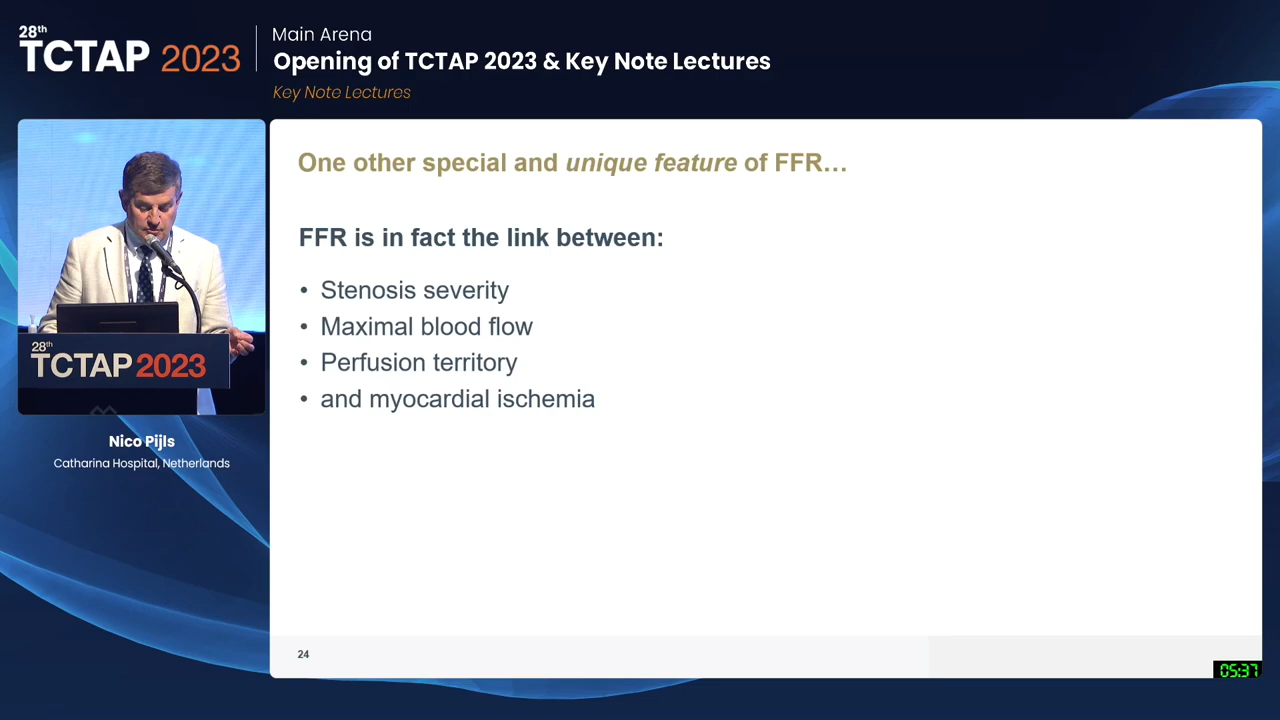 28th
TCTAP 2023
Main Arena
Opening of TCTAP 2023 & Key Note Lectures
Key Note Lectures
28th
TCTAP 2023
Nico Pijls
Catharina Hospital, Netherlands
One other special and unique feature of FFR...
FFR is in fact the link between:
• Stenosis severity
• Maximal blood flow
• Perfusion territory
• and myocardial ischemia
24
05:37